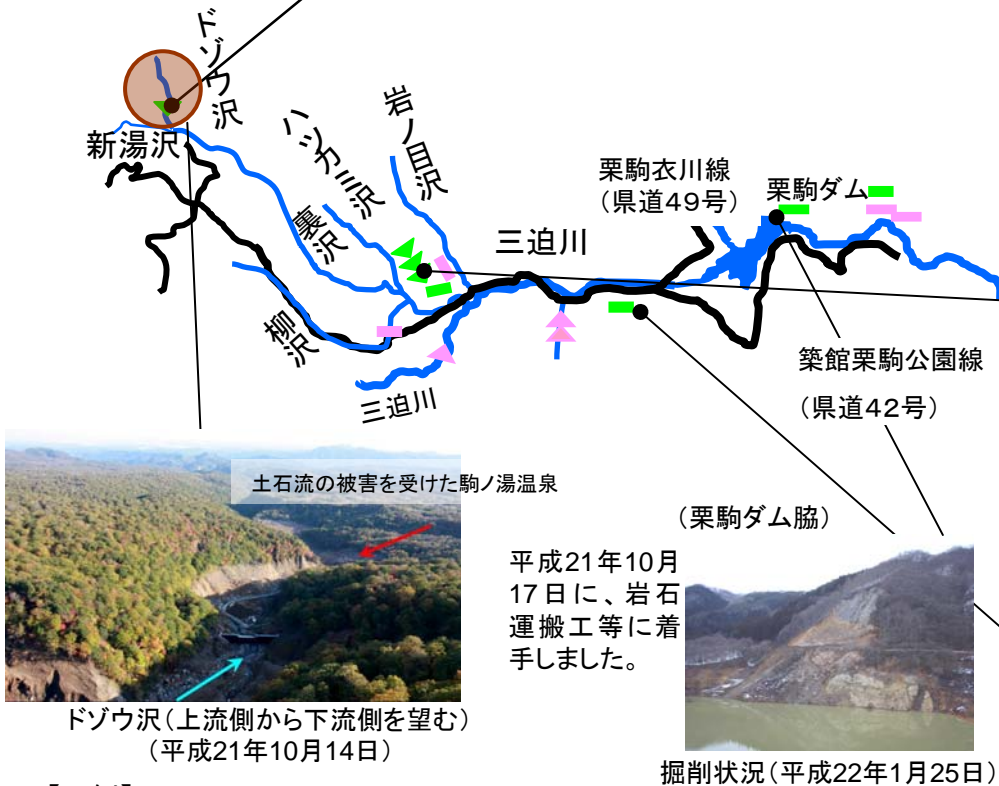 ドゾウ沢
新湯沢
ハツカニ沢
岩ノ目沢
裏沢
栗駒衣川線
（県道４９号）
栗駒ダム
三迫川
柳沢
三迫川
築館栗駒公園線
（県道４２号）
土石流の被害を受けた駒ノ湯温泉
（栗駒ダム脇）
平成21年10月
17日に、岩石
運搬工等に着
手しました。
ドゾウ沢（上流側から下流側を望む）
（平成21年10月14日）
掘削状況（平成22年1月25日）